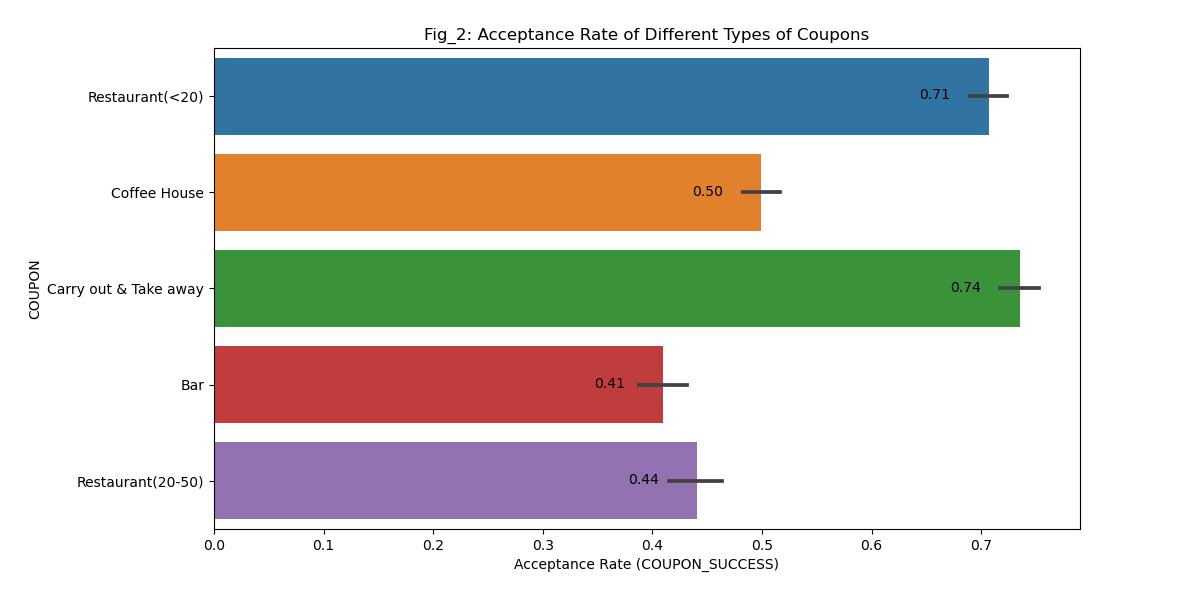 Fig_2: Acceptance Rate of Different Types of Coupons
COUPON
Restaurant(<20)
0.71
Coffee House
0.50
Carry out & Take away
0.74
Bar
0.41
Restaurant(20-50)
0.44
0.0 0.1 0.2 0.3 0.4 0.5 0.6 0.7
Acceptance Rate (COUPON_SUCCESS)